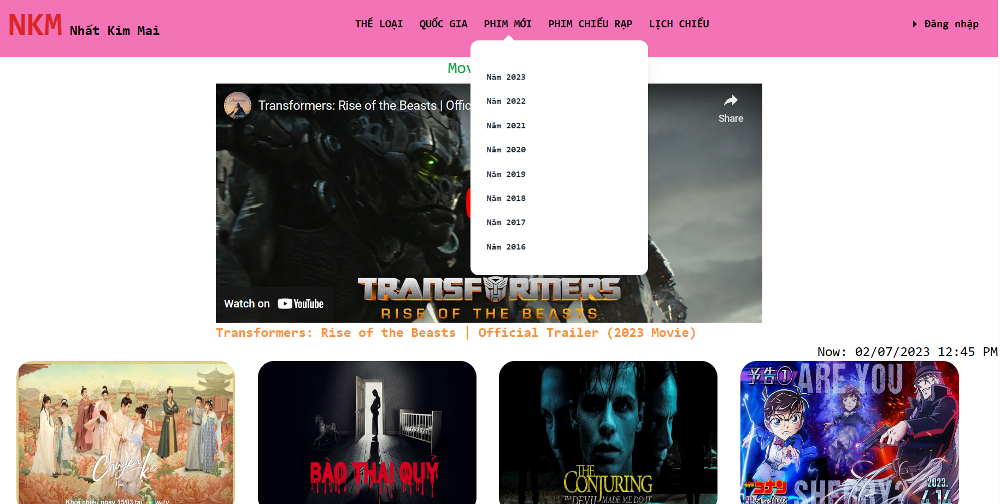 NKM Nhất Kim Mai
THỂ LOẠI QUỐC GIA PHIM MỚI PHIM CHIẾU RẠP LỊCH CHIẾU
Đăng nhập
Năm 2023
Năm 2022
Năm 2021
Năm 2020
Năm 2019
Năm 2018
Năm 2017
Năm 2016
Transformers: Rise of the Beasts |
Share
TRANSFORMERS
RISE OF THE BEASTS
Watch on YouTube
Transformers: Rise of the Beasts | Official Trailer (2023 Movie)
Now: 02/07/2023 12:45 PM
Chuyện kể
Hoa Lưu Ly
Khởi chiếu ngày 15/03 tại WeTV
BÀO THAI QUỶ
THE
CONJURING
THE DEVIL MADE ME DO IT
予告①
ARE YOU
SHERRY?
名探偵コナン
黒鉄の魚影
2023.
4.14